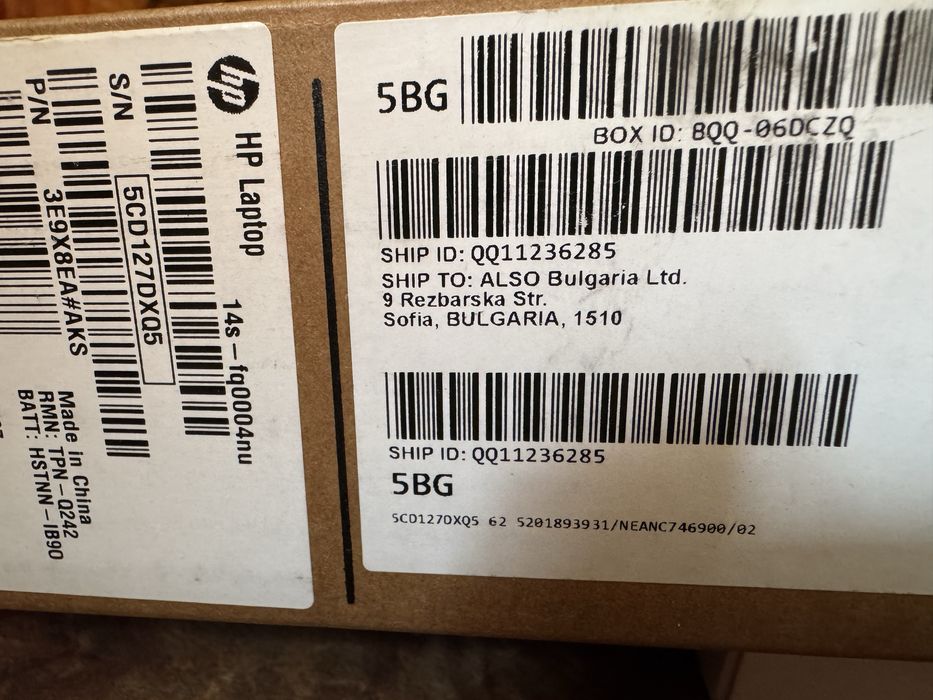 hp
HP Laptop
14s-fq0004nu
S/N
5CD127DXQ5
P/N
3E9X8EA#AKS
Made in China
RMN: TPN-Q242
BATT: HSTNN-IB90
5BG
BOX ID: 8QQ-06DCZQ
SHIP ID: QQ11236285
SHIP TO: ALSO Bulgaria Ltd.
9 Rezbarska Str.
Sofia, BULGARIA, 1510
SHIP ID: QQ11236285
5BG
5CD127DXQ5 62 5201893931/NEANC746900/02